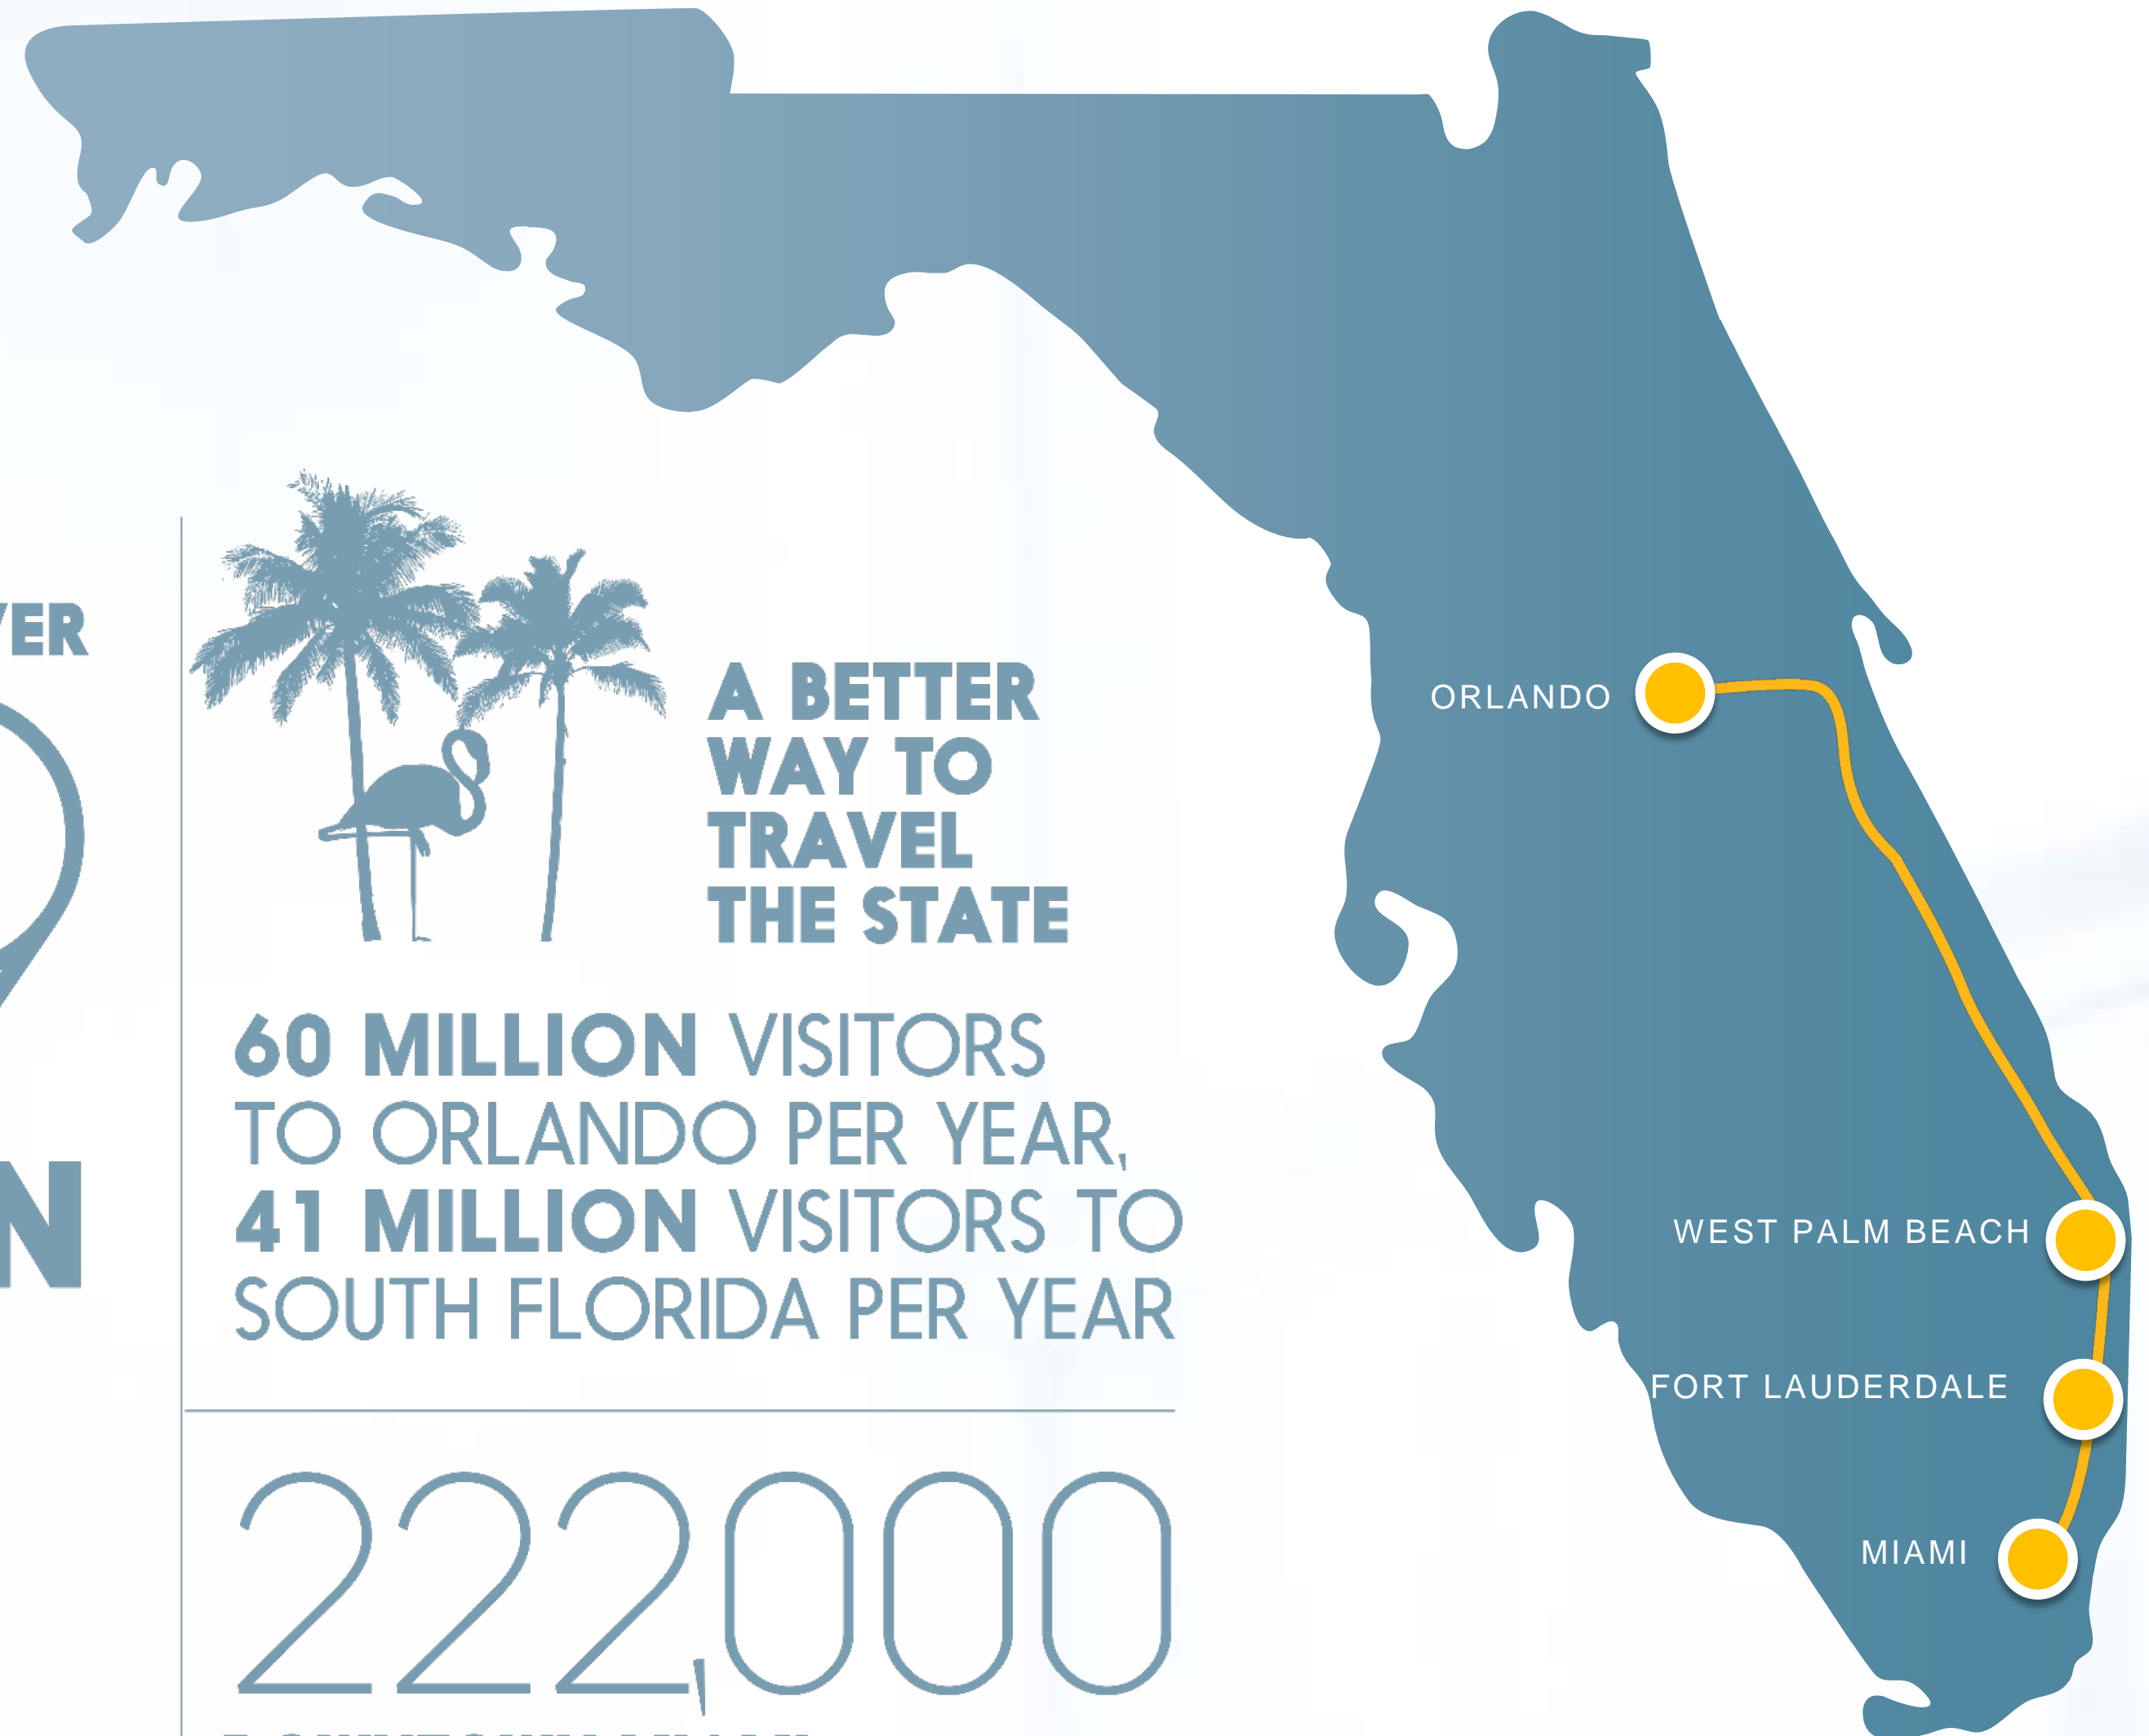 A BETTER
WAY TO
TRAVEL
THE STATE
60 MILLION VISITORS
TO ORLANDO PER YEAR,
41 MILLION VISITORS TO
SOUTH FLORIDA PER YEAR
222,000
ORLANDO
WEST PALM BEACH
FORT LAUDERDALE
MIAMI